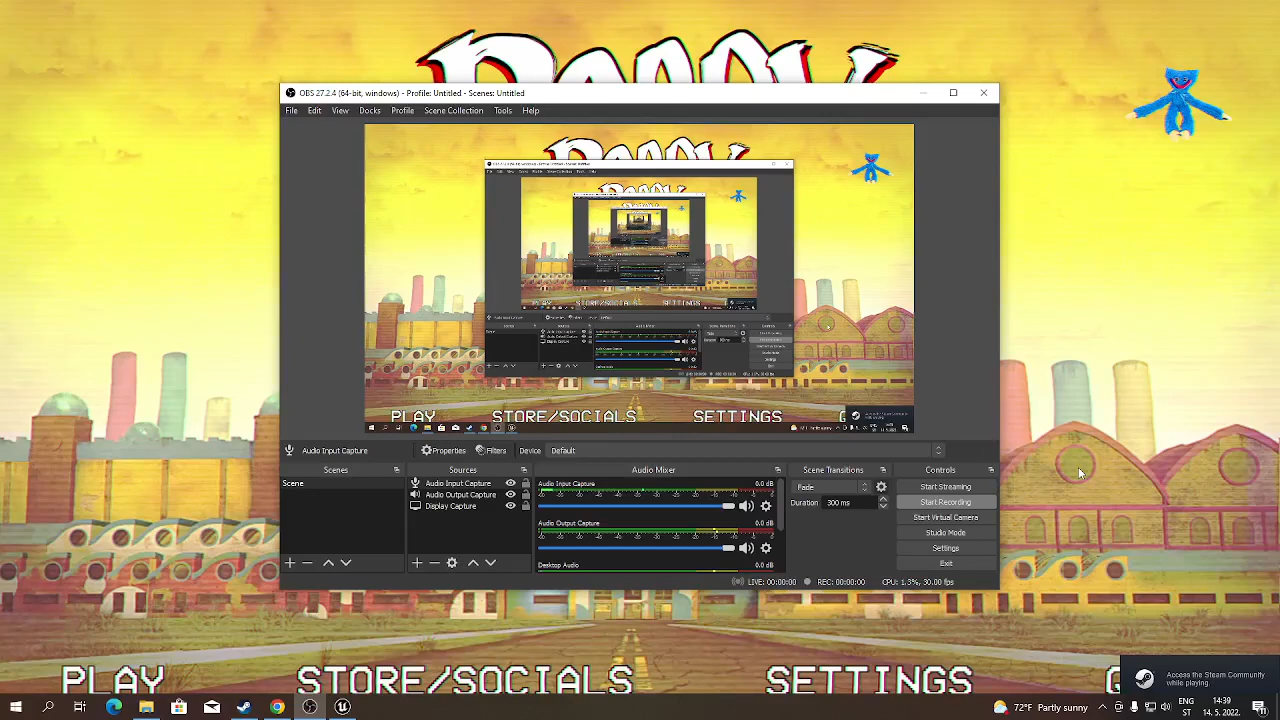 OBS 27.2.4 (64-bit, windows) - Profile: Untitled - Scenes: Untitled
File Edit View Docks Profile Scene Collection Tools Help
PLAY STORE/SOCIALS SETTINGS
Audio Input Capture Properties Filters Device Default
Scenes Sources Audio Mixer Scene Transitions Controls
Scene
Audio Input Capture
Audio Output Capture
Display Capture
Audio Input Capture 0.0 dB
Audio Output Capture 0.0 dB
Desktop Audio 0.0 dB
Fade
Duration 300 ms
Start Streaming
Start Recording
Start Virtual Camera
Studio Mode
Settings
Exit
LIVE: 00:00:00 REC: 00:00:00 CPU: 1.3%, 30.00 fps
PLAY STORE/SOCIALS SETTINGS
Access the Steam Community
while playing.
72°F Partly sunny
ENG
ST
14:39
14. 5. 2022.